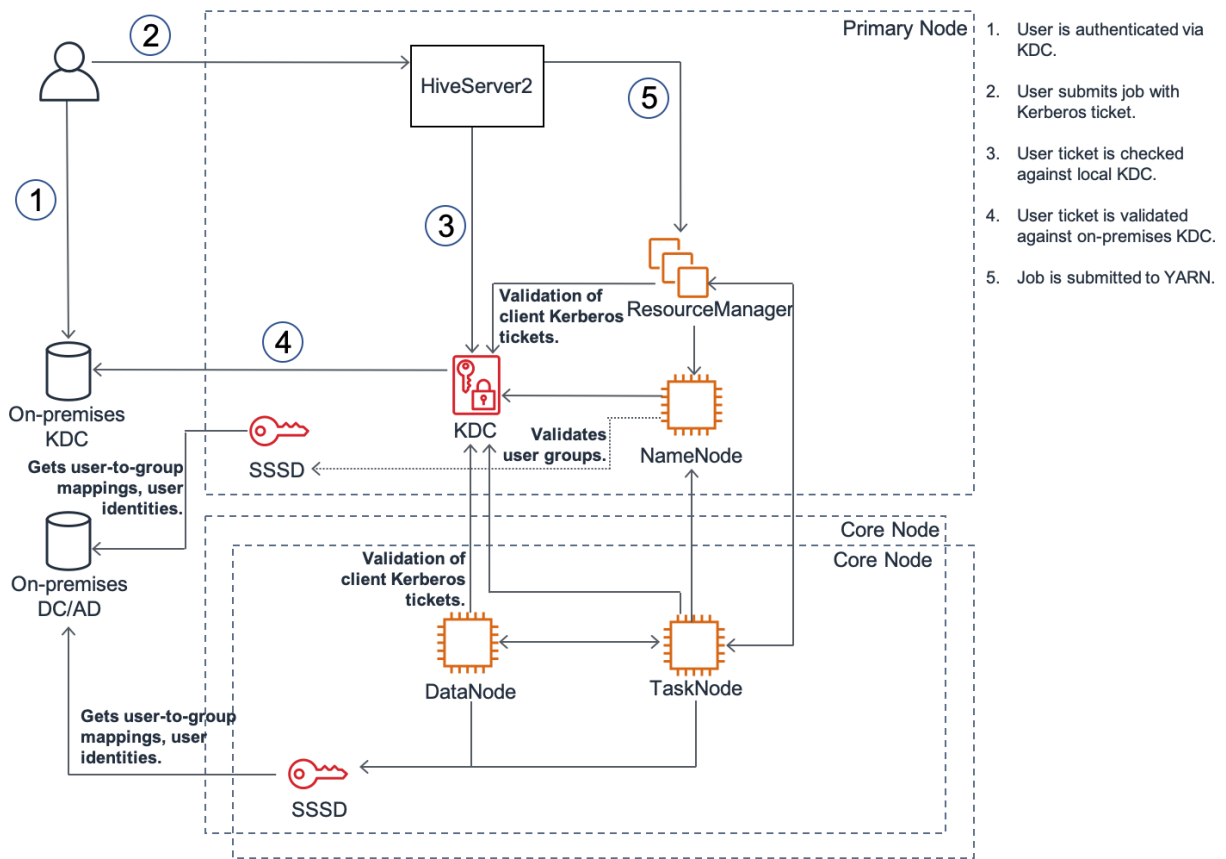 2
Primary Node
HiveServer2
5
1
3
ResourceManager
Validation of
client Kerberos
tickets.
4
On-premises
KDC
KDC
Validates
user groups.
NameNode
SSSD
Gets user-to-group
mappings, user
identities.
On-premises
DC/AD
Core Node
Core Node
Validation of
client Kerberos
tickets.
DataNode
TaskNode
Gets user-to-group
mappings, user
identities.
SSSD
1. User is authenticated via
KDC.
2. User submits job with
Kerberos ticket.
3. User ticket is checked
against local KDC.
4. User ticket is validated
against on-premises KDC.
5. Job is submitted to YARN.